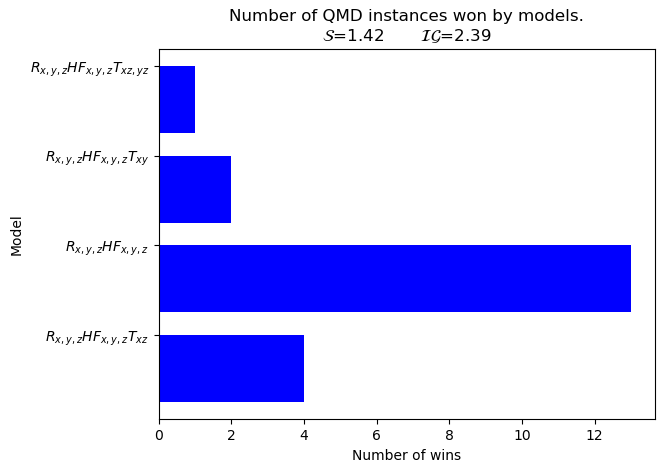 Number of QMD instances won by models.
𝒮=1.42 ℐ𝒢=2.39
R_{x,y,z}HF_{x,y,z}T_{xz,yz}
R_{x,y,z}HF_{x,y,z}T_{xy}
R_{x,y,z}HF_{x,y,z}
R_{x,y,z}HF_{x,y,z}T_{xz}
Model
0 2 4 6 8 10 12
Number of wins